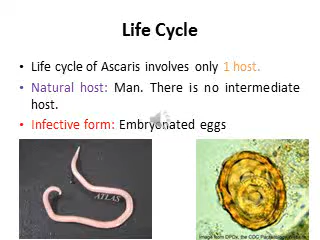 Life Cycle
• Life cycle of Ascaris involves only 1 host.
• Natural host: Man. There is no intermediate
host.
• Infective form: Embryonated eggs
ATLAS
Image from DPDx, the CDC